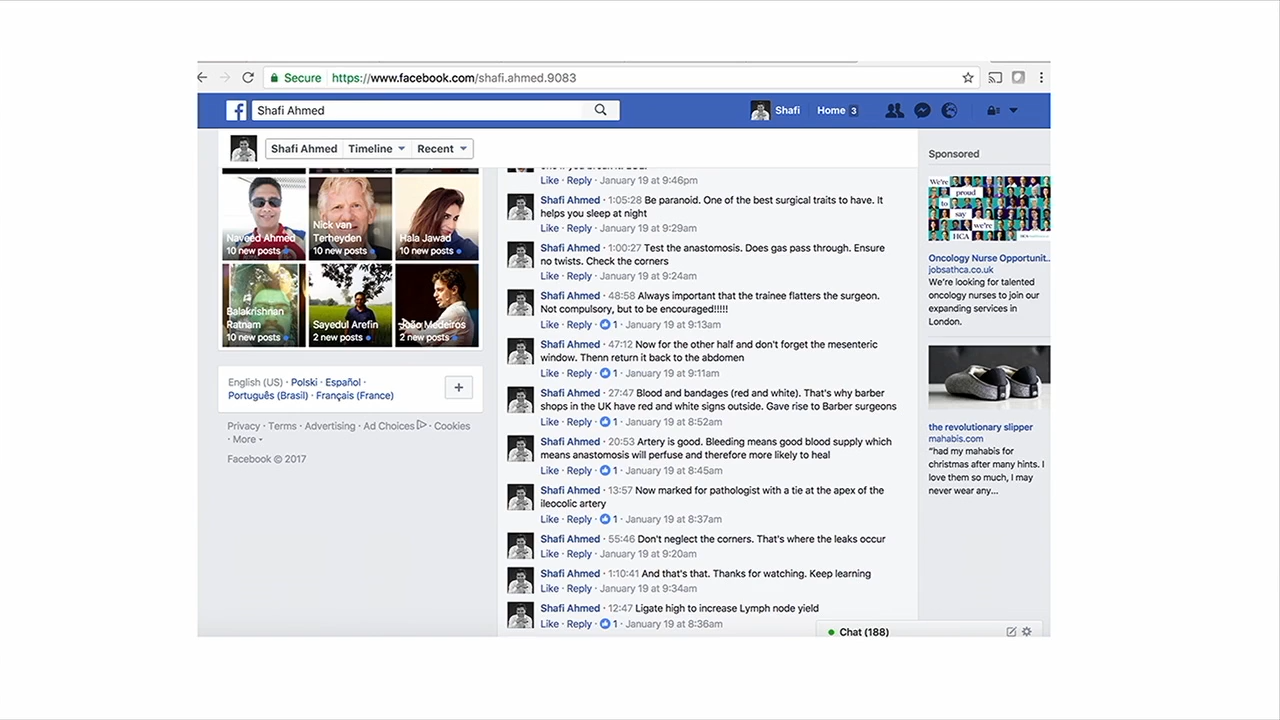 Secure https://www.facebook.com/shafi.ahmed.9083
Shafi Ahmed
Shafi Home 3
Shafi Ahmed Timeline Recent
Naveed Ahmed
10 new posts
Nick van
Terheyden
10 new posts
Hala Jawad
10 new posts
Balakrishnan
Ratnam
10 new posts
Sayedul Arefin
2 new posts
João Medeiros
2 new posts
English (US) · Polski · Español ·
Português (Brasil) · Français (France)
+
Privacy · Terms · Advertising · Ad Choices · Cookies
· More
Facebook © 2017
Like · Reply · January 19 at 9:46pm
Shafi Ahmed · 1:05:28 Be paranoid. One of the best surgical traits to have. It
helps you sleep at night
Like · Reply · January 19 at 9:29am
Shafi Ahmed · 1:00:27 Test the anastomosis. Does gas pass through. Ensure
no twists. Check the corners
Like · Reply · January 19 at 9:24am
Shafi Ahmed · 48:58 Always important that the trainee flatters the surgeon.
Not compulsory, but to be encouraged!!!!!
Like · Reply · 1 · January 19 at 9:13am
Shafi Ahmed · 47:12 Now for the other half and don't forget the mesenteric
window. Thenn return it back to the abdomen
Like · Reply · 1 · January 19 at 9:11am
Shafi Ahmed · 27:47 Blood and bandages (red and white). That's why barber
shops in the UK have red and white signs outside. Gave rise to Barber surgeons
Like · Reply · 1 · January 19 at 8:52am
Shafi Ahmed · 20:53 Artery is good. Bleeding means good blood supply which
means anastomosis will perfuse and therefore more likely to heal
Like · Reply · 1 · January 19 at 8:45am
Shafi Ahmed · 13:57 Now marked for pathologist with a tie at the apex of the
ileocolic artery
Like · Reply · 1 · January 19 at 8:37am
Shafi Ahmed · 55:46 Don't neglect the corners. That's where the leaks occur
Like · Reply · January 19 at 9:20am
Shafi Ahmed · 1:10:41 And that's that. Thanks for watching. Keep learning
Like · Reply · January 19 at 9:34am
Shafi Ahmed · 12:47 Ligate high to increase Lymph node yield
Like · Reply · 1 · January 19 at 8:36am
Sponsored
We're
proud
to
say
we're
HCA
Oncology Nurse Opportunit...
jobsathca.co.uk
We're looking for talented
oncology nurses to join our
expanding services in
London.
the revolutionary slipper
mahabis.com
"had my mahabis for
christmas after many hints. I
love them so much, I may
never wear any...
Chat (188)